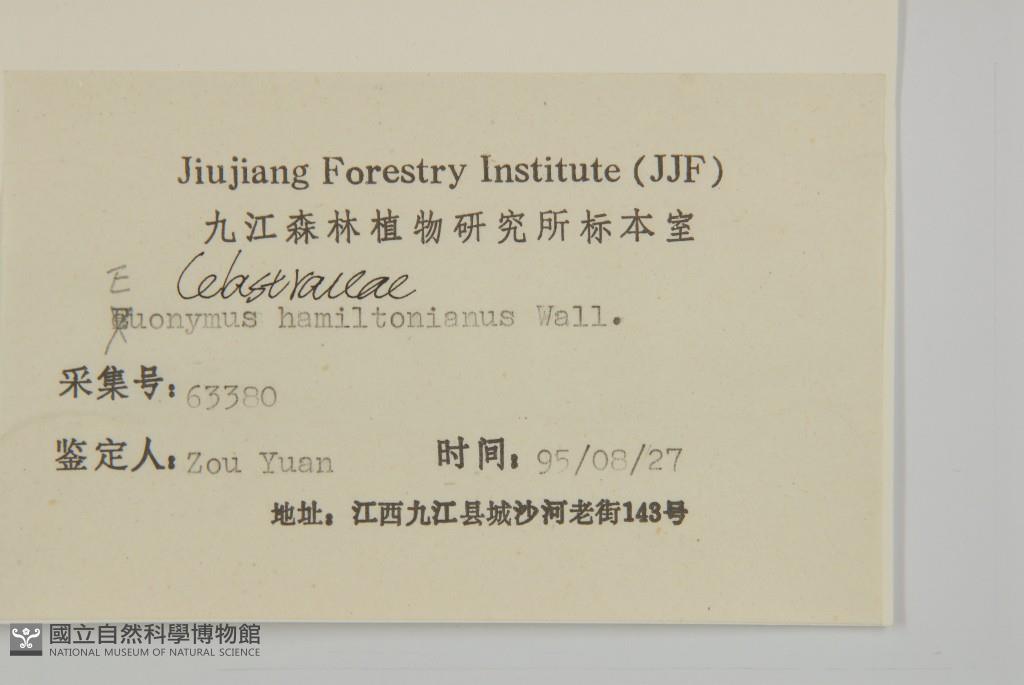 Jiujiang Forestry Institute (JJF)
九江森林植物研究所标本室
Celastraceae
E
Euonymus hamiltonianus Wall.
采集号: 63380
鉴定人: Zou Yuan 时间: 95/08/27
地址: 江西九江县城沙河老街143号
國立自然科學博物館
NATIONAL MUSEUM OF NATURAL SCIENCE